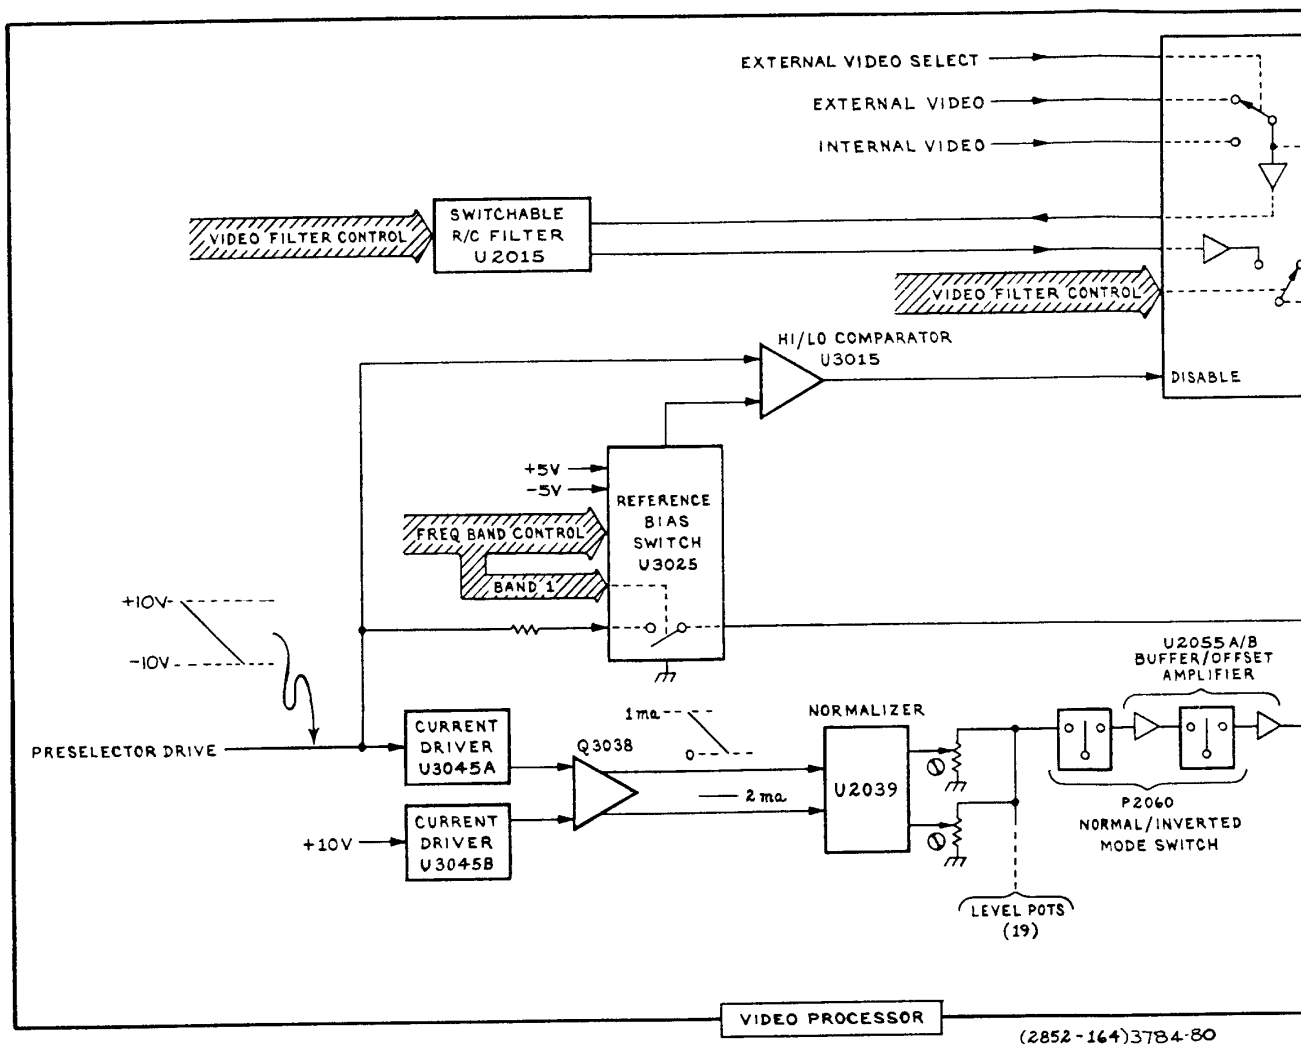 EXTERNAL VIDEO SELECT
EXTERNAL VIDEO
INTERNAL VIDEO
VIDEO FILTER CONTROL
SWITCHABLE
R/C FILTER
U2015
VIDEO FILTER CONTROL
HI/LO COMPARATOR
U3015
DISABLE
+5V
-5V
REFERENCE
BIAS
SWITCH
U3025
FREQ BAND CONTROL
BAND 1
+10V
-10V
U2055A/B
BUFFER/OFFSET
AMPLIFIER
PRESELECTOR DRIVE
CURRENT
DRIVER
U3045A
Q3038
1ma
0
2ma
NORMALIZER
U2039
+10V
CURRENT
DRIVER
U3045B
P2060
NORMAL/INVERTED
MODE SWITCH
LEVEL POTS
(19)
VIDEO PROCESSOR
(2852-164)3784-80